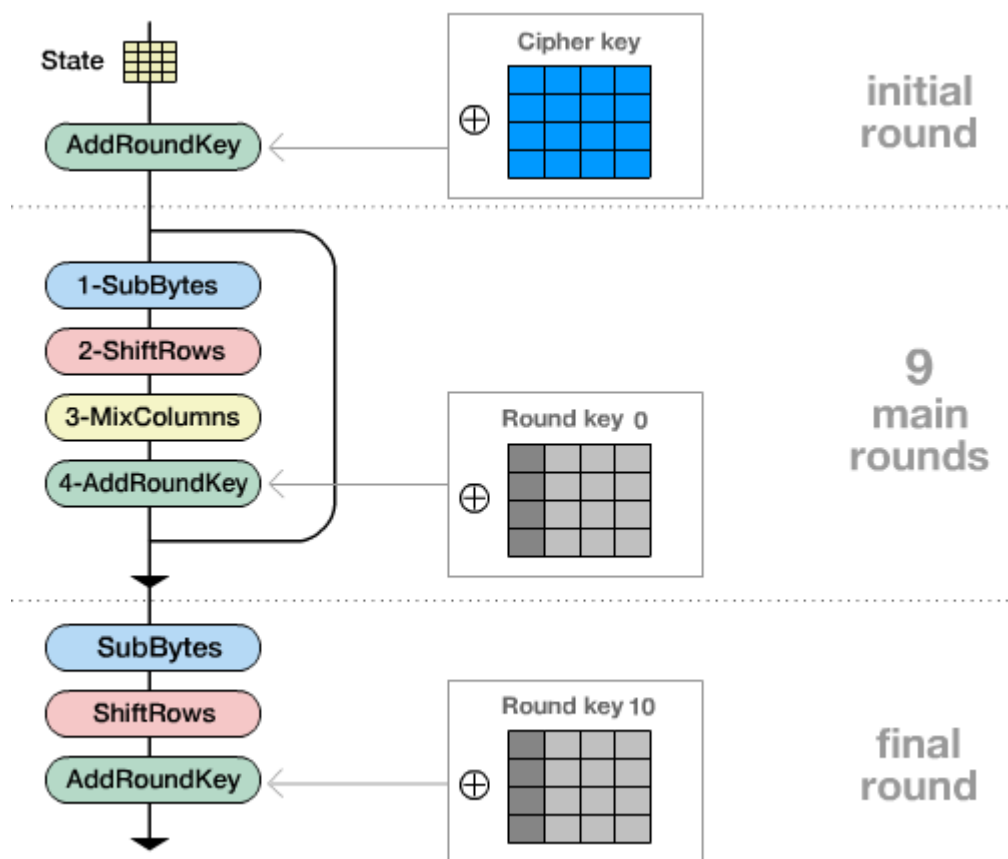 State
Cipher key
AddRoundKey
initial
round
1-SubBytes
2-ShiftRows
3-MixColumns
4-AddRoundKey
Round key 0
9
main
rounds
SubBytes
ShiftRows
AddRoundKey
Round key 10
final
round